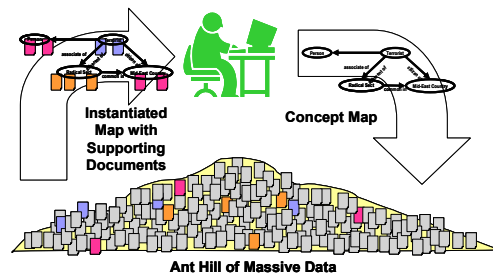 Terrorist
associate of
Radical Sect
Mid-East Country
Instantiated
Map with
Supporting
Documents
Person
Terrorist
associate of
Radical Sect
Mid-East Country
Concept Map
Ant Hill of Massive Data